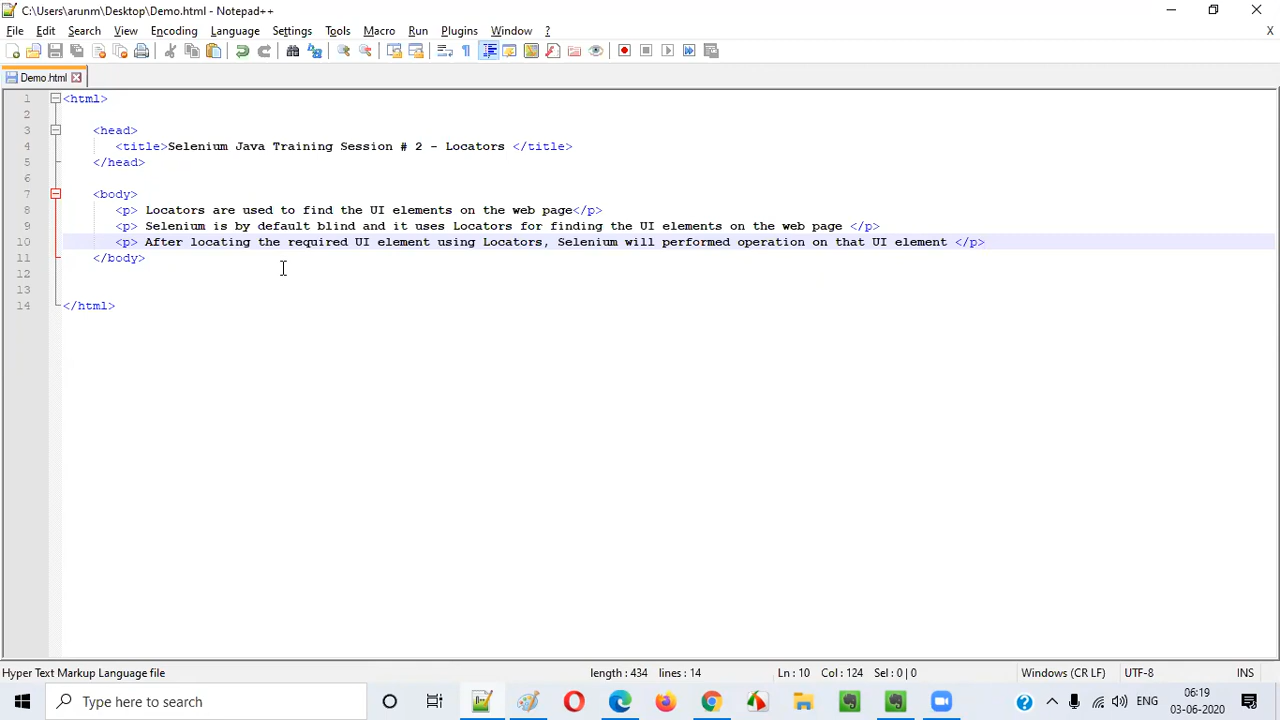 C:\Users\arunm\Desktop\Demo.html - Notepad++
File Edit Search View Encoding Language Settings Tools Macro Run Plugins Window ? X
Demo.html
1 <html>
2
3 <head>
4 <title>Selenium Java Training Session # 2 - Locators </title>
5 </head>
6
7 <body>
8 <p> Locators are used to find the UI elements on the web page</p>
9 <p> Selenium is by default blind and it uses Locators for finding the UI elements on the web page </p>
10 <p> After locating the required UI element using Locators, Selenium will performed operation on that UI element </p>
11 </body>
12
13
14 </html>
Hyper Text Markup Language file length : 434 lines : 14 Ln : 10 Col : 124 Sel : 0 | 0 Windows (CR LF) UTF-8 INS
Type here to search ENG 06:19
03-06-2020